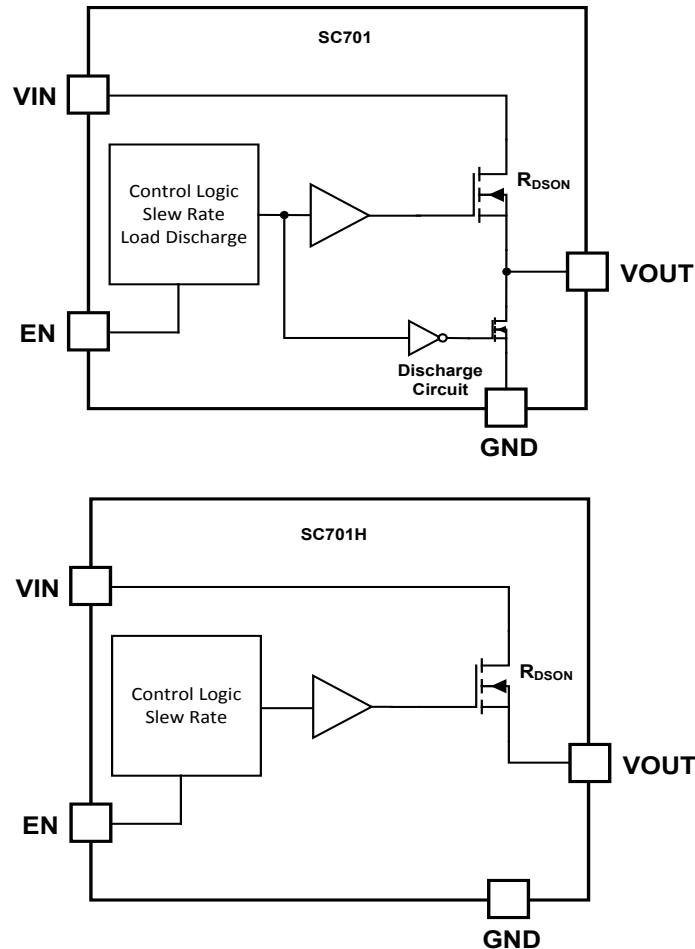 SC701
VIN
Control Logic
Slew Rate
Load Discharge
RDSON
VOUT
EN
Discharge
Circuit
GND
SC701H
VIN
Control Logic
Slew Rate
RDSON
VOUT
EN
GND